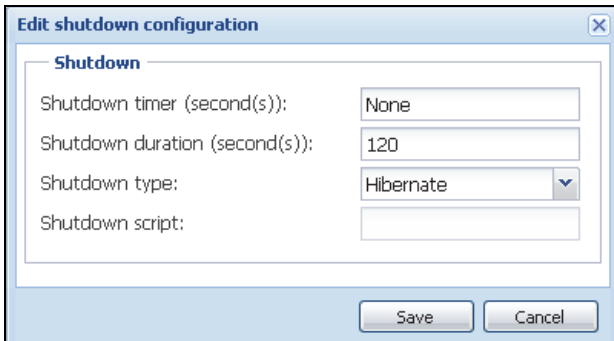 Edit shutdown configuration
Shutdown
Shutdown timer (second(s)): None
Shutdown duration (second(s)): 120
Shutdown type: Hibernate
Shutdown script:
Save Cancel